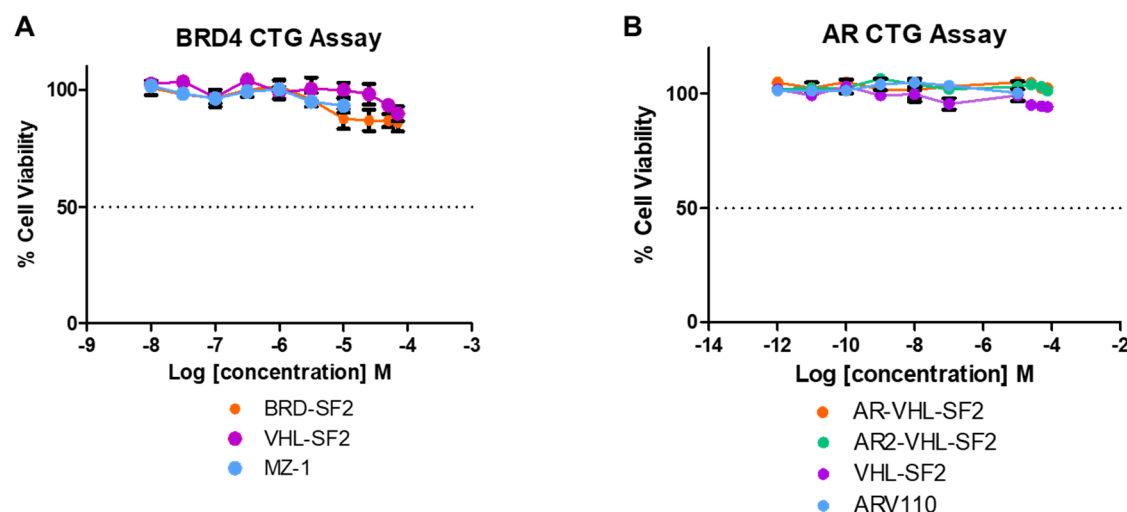 A
BRD4 CTG Assay
% Cell Viability
100
50
0
-9 -8 -7 -6 -5 -4 -3
Log [concentration] M
BRD-SF2
VHL-SF2
MZ-1
B
AR CTG Assay
% Cell Viability
100
50
0
-14 -12 -10 -8 -6 -4 -2
Log [concentration] M
AR-VHL-SF2
AR2-VHL-SF2
VHL-SF2
ARV110